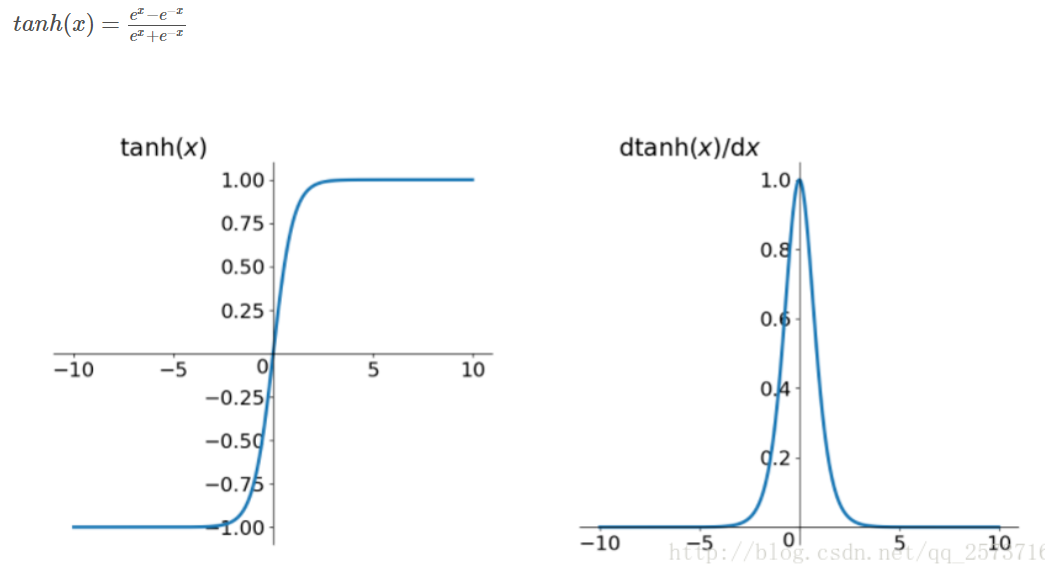 tanh(x) = \frac{e^x - e^{-x}}{e^x + e^{-x}}
tanh(x)
1.00
0.75
0.50
0.25
−10 −5 0 5 10
−0.25
−0.50
−0.75
−1.00
dtanh(x)/dx
1.0
0.8
0.6
0.4
0.2
−10 −5 0 5 10
http://blog.csdn.net/qq_2573716